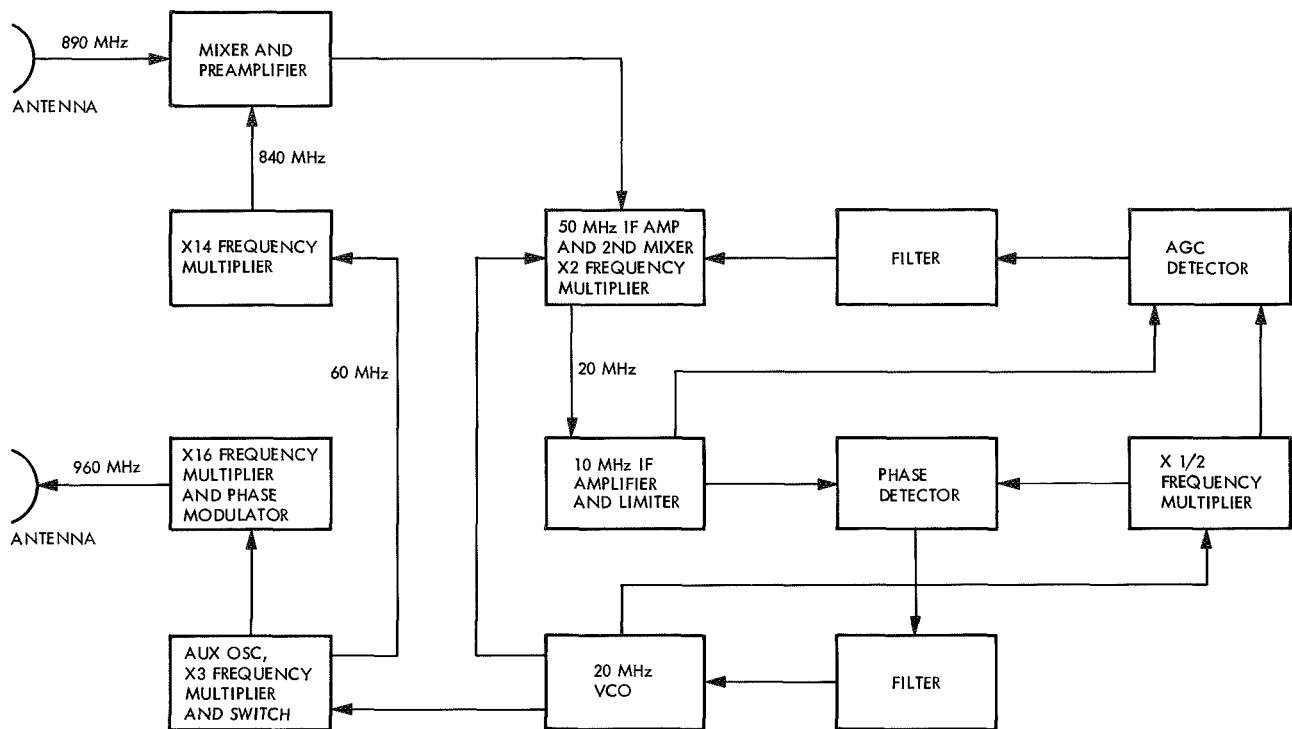 890 MHz
ANTENNA
MIXER AND
PREAMPLIFIER
840 MHz
X14 FREQUENCY
MULTIPLIER
50 MHz IF AMP
AND 2ND MIXER
X2 FREQUENCY
MULTIPLIER
FILTER
AGC
DETECTOR
60 MHz
20 MHz
960 MHz
ANTENNA
X16 FREQUENCY
MULTIPLIER
AND PHASE
MODULATOR
10 MHz IF
AMPLIFIER
AND LIMITER
PHASE
DETECTOR
X 1/2
FREQUENCY
MULTIPLIER
AUX OSC,
X3 FREQUENCY
MULTIPLIER
AND SWITCH
20 MHz
VCO
FILTER